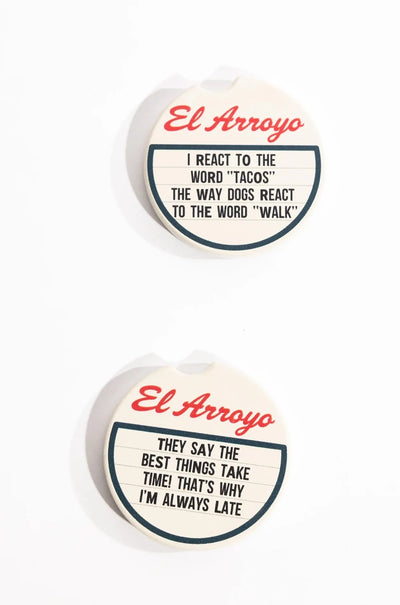 El Arroyo
I REACT TO THE
WORD "TACOS"
THE WAY DOGS REACT
TO THE WORD "WALK"
El Arroyo
THEY SAY THE
BEST THINGS TAKE
TIME! THAT'S WHY
I'M ALWAYS LATE